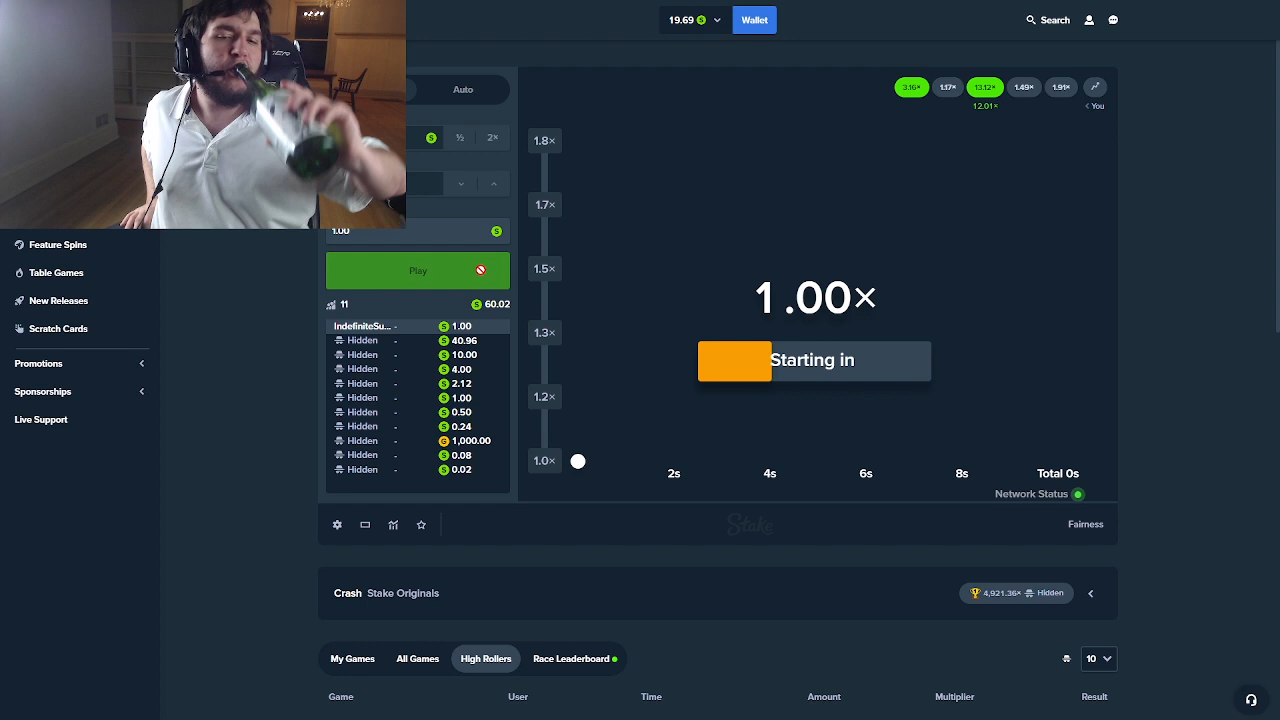 19.69
Wallet
Search
Auto
3.16×
1.17×
13.12×
1.49×
1.91×
12.01×
You
½
2×
1.00
Play
11
60.02
IndefiniteSu... - 1.00
Hidden - 40.96
Hidden - 10.00
Hidden - 4.00
Hidden - 2.12
Hidden - 1.00
Hidden - 0.50
Hidden - 0.24
Hidden - 1,000.00
Hidden - 0.08
Hidden - 0.02
1.8×
1.7×
1.5×
1.3×
1.2×
1.0×
1.00×
Starting in
2s 4s 6s 8s Total 0s
Network Status
Feature Spins
Table Games
New Releases
Scratch Cards
Promotions
Sponsorships
Live Support
Stake
Fairness
Crash Stake Originals
4,921.36× Hidden
My Games All Games High Rollers Race Leaderboard
10
Game User Time Amount Multiplier Result